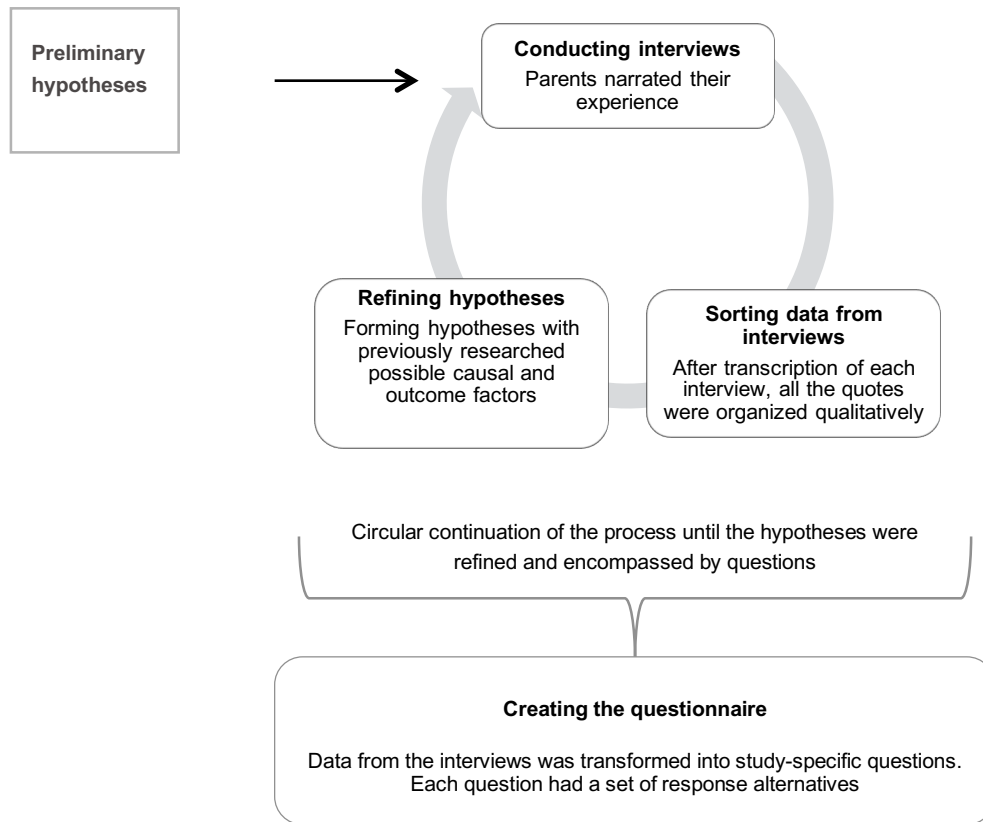 Preliminary
hypotheses
Conducting interviews
Parents narrated their
experience
Refining hypotheses
Forming hypotheses with
previously researched
possible causal and
outcome factors
Sorting data from
interviews
After transcription of each
interview, all the quotes
were organized qualitatively
Circular continuation of the process until the hypotheses were
refined and encompassed by questions
Creating the questionnaire
Data from the interviews was transformed into study-specific questions.
Each question had a set of response alternatives